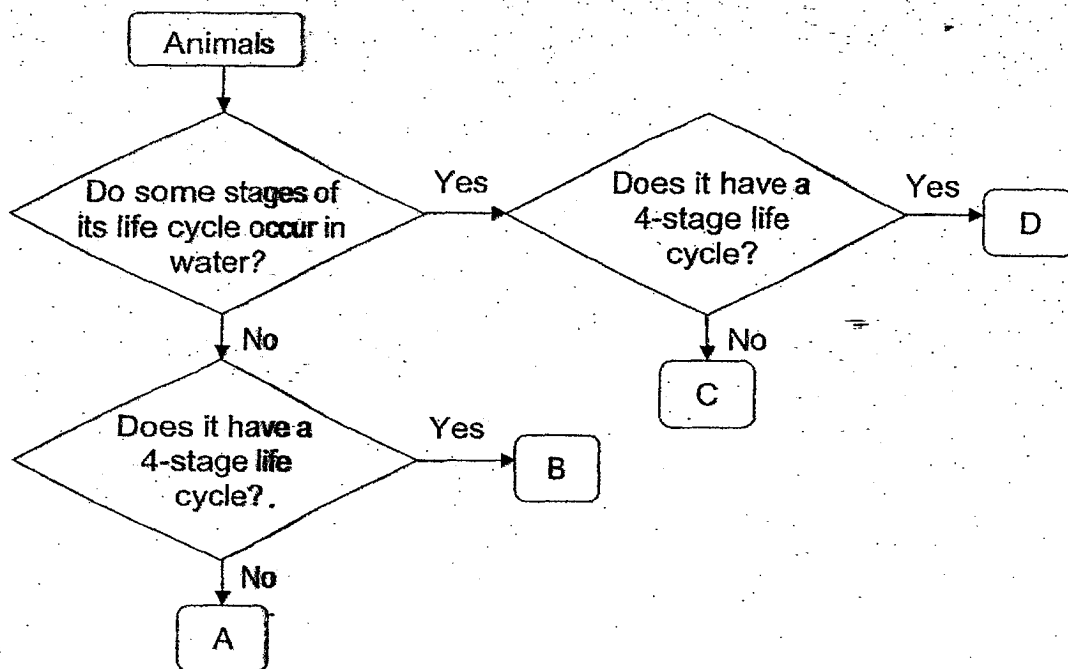 Animals
Do some stages of
its life cycle occur in
water?
Yes
Does it have a
4-stage life
cycle?
Yes
D
No
No
C
Does it have a
4-stage life
cycle?.
Yes
B
No
A